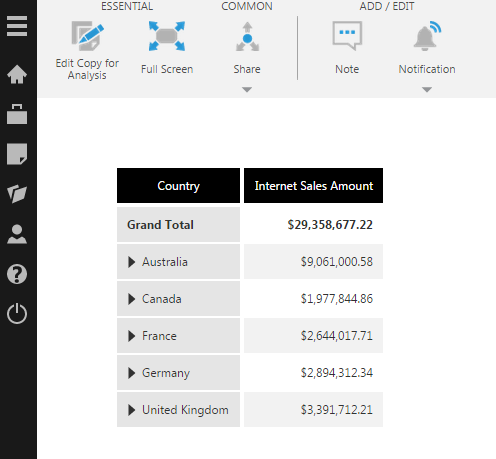 ESSENTIAL COMMON ADD / EDIT
Edit Copy for
Analysis
Full Screen
Share
Note
Notification
Country Internet Sales Amount
Grand Total $29,358,677.22
Australia $9,061,000.58
Canada $1,977,844.86
France $2,644,017.71
Germany $2,894,312.34
United Kingdom $3,391,712.21